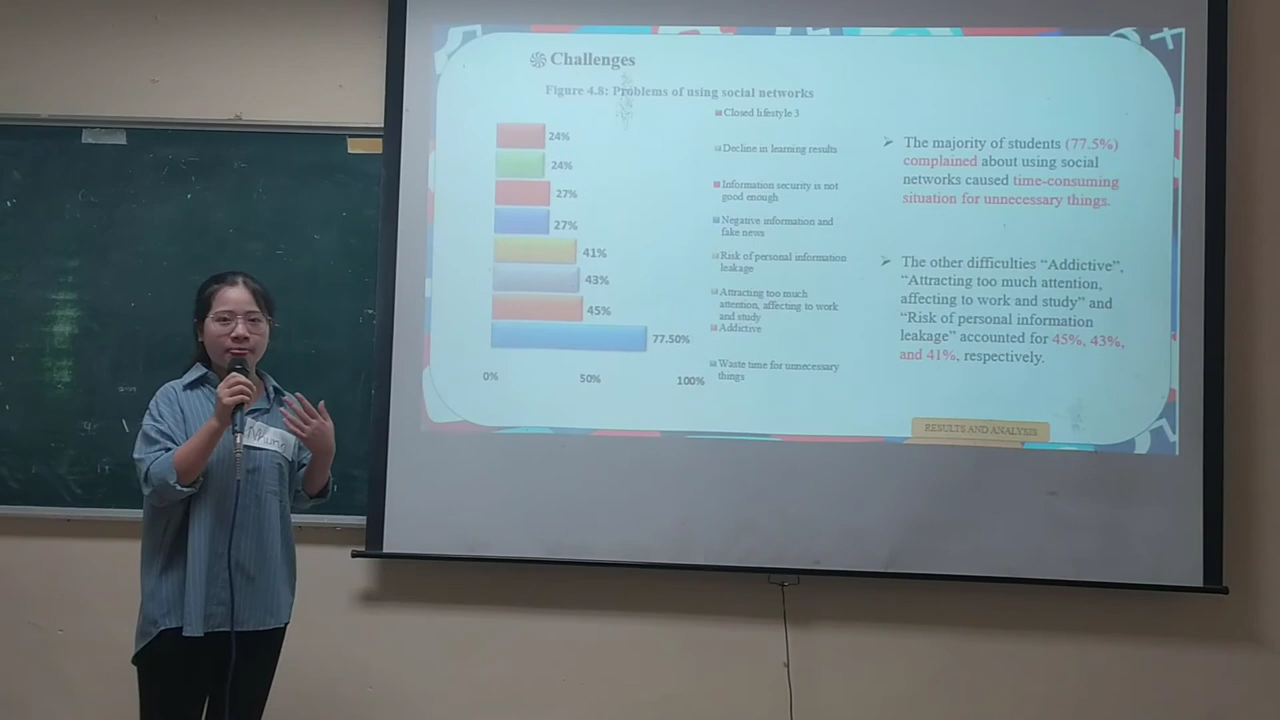 Challenges
Figure 4.8: Problems of using social networks
24%
24%
27%
27%
41%
43%
45%
77.50%
0%
50%
100%
Closed lifestyle 3
Decline in learning results
Information security is not
good enough
Negative information and
fake news
Risk of personal information
leakage
Attracting too much
attention, affecting to work
and study
Addictive
Waste time for unnecessary
things
The majority of students (77.5%)
complained about using social
networks caused time-consuming
situation for unnecessary things.
The other difficulties “Addictive”,
“Attracting too much attention,
affecting to work and study” and
“Risk of personal information
leakage” accounted for 45%, 43%,
and 41%, respectively.
RESULTS AND ANALYSIS
Nhung